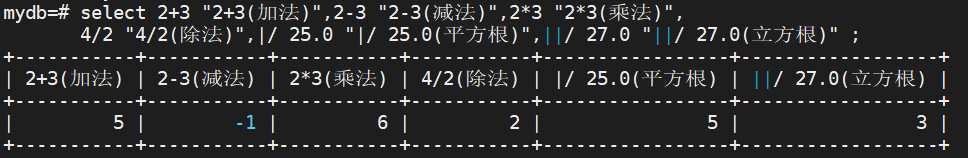 mydb=# select 2+3 "2+3(加法)",2-3 "2-3(减法)",2*3 "2*3(乘法)",
       4/2 "4/2(除法)",|/ 25.0 "|/ 25.0(平方根)",||/ 27.0 "||/ 27.0(立方根)" ;
+-----------+-----------+-----------+-----------+-----------------+------------------+
| 2+3(加法) | 2-3(减法) | 2*3(乘法) | 4/2(除法) | |/ 25.0(平方根) | ||/ 27.0(立方根) |
+-----------+-----------+-----------+-----------+-----------------+------------------+
|         5 |        -1 |         6 |         2 |               5 |                3 |
+-----------+-----------+-----------+-----------+-----------------+------------------+